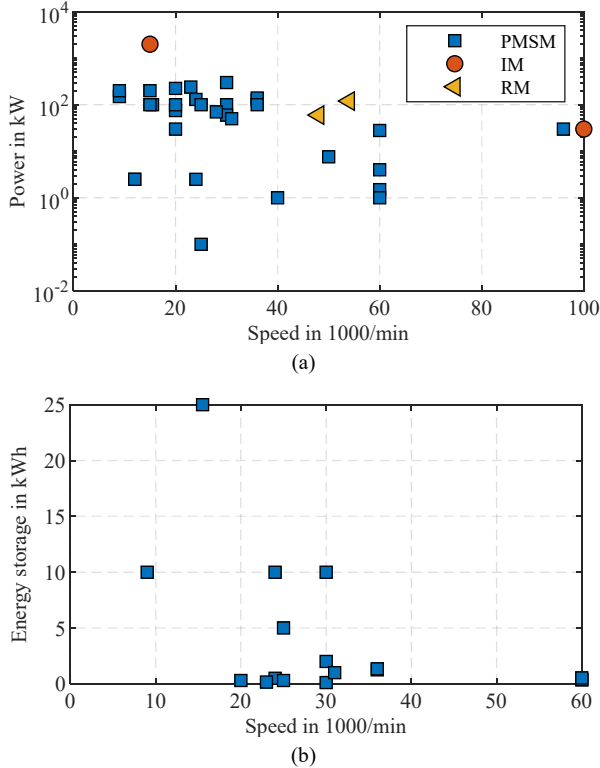 10^4
10^2
10^0
10^-2
Power in kW
PMSM
IM
RM
0
20
40
60
80
100
Speed in 1000/min
(a)
25
20
15
10
5
0
Energy storage in kWh
0
10
20
30
40
50
60
Speed in 1000/min
(b)